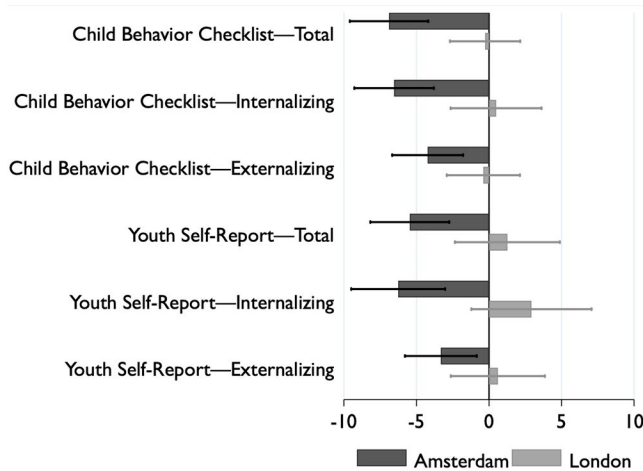 Child Behavior Checklist—Total
Child Behavior Checklist—Internalizing
Child Behavior Checklist—Externalizing
Youth Self-Report—Total
Youth Self-Report—Internalizing
Youth Self-Report—Externalizing
-10 -5 0 5 10
Amsterdam London